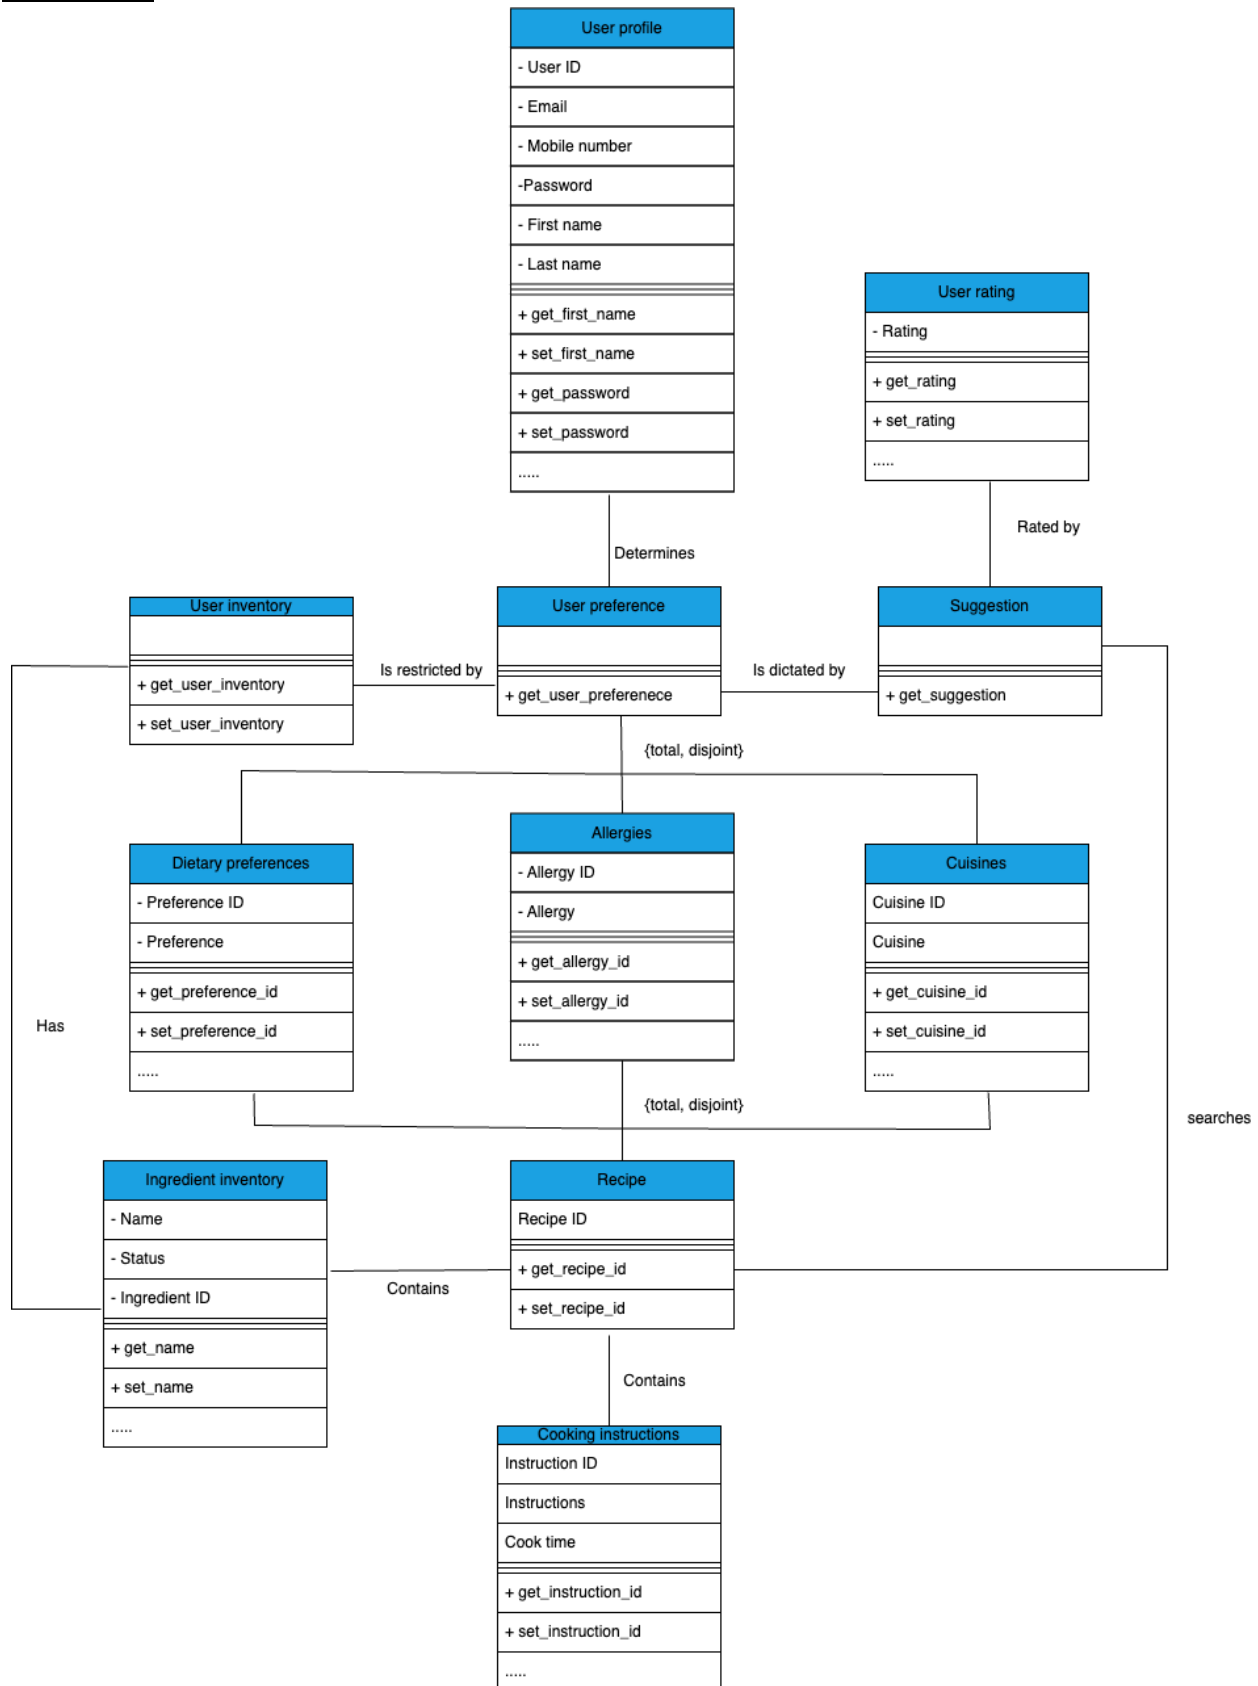 User profile
- User ID
- Email
- Mobile number
-Password
- First name
- Last name
+ get_first_name
+ set_first_name
+ get_password
+ set_password
.....
User rating
- Rating
+ get_rating
+ set_rating
.....
Rated by
Determines
User inventory
+ get_user_inventory
+ set_user_inventory
Is restricted by
User preference
+ get_user_preferenece
Is dictated by
Suggestion
+ get_suggestion
{total, disjoint}
Dietary preferences
- Preference ID
- Preference
+ get_preference_id
+ set_preference_id
.....
Allergies
- Allergy ID
- Allergy
+ get_allergy_id
+ set_allergy_id
.....
Cuisines
Cuisine ID
Cuisine
+ get_cuisine_id
+ set_cuisine_id
.....
Has
{total, disjoint}
searches
Ingredient inventory
- Name
- Status
- Ingredient ID
+ get_name
+ set_name
.....
Contains
Recipe
Recipe ID
+ get_recipe_id
+ set_recipe_id
Contains
Cooking instructions
Instruction ID
Instructions
Cook time
+ get_instruction_id
+ set_instruction_id
.....